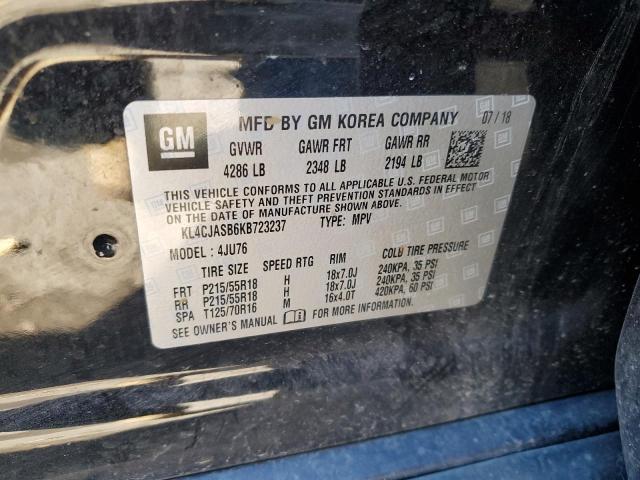 GM MFD BY GM KOREA COMPANY 07/18
GVWR GAWR FRT GAWR RR
4286 LB 2348 LB 2194 LB
THIS VEHICLE CONFORMS TO ALL APPLICABLE U.S. FEDERAL MOTOR
VEHICLE SAFETY AND THEFT PREVENTION STANDARDS IN EFFECT
ON THE DATE OF MANUFACTURE SHOWN ABOVE.
KL4CJASB6KB723237 TYPE: MPV
MODEL: 4JU76
TIRE SIZE SPEED RTG RIM COLD TIRE PRESSURE
FRT P215/55R18 H 18x7.0J 240KPA, 35 PSI
RR P215/55R18 H 18x7.0J 240KPA, 35 PSI
SPA T125/70R16 M 16x4.0T 420KPA, 60 PSI
SEE OWNER'S MANUAL FOR MORE INFORMATION.